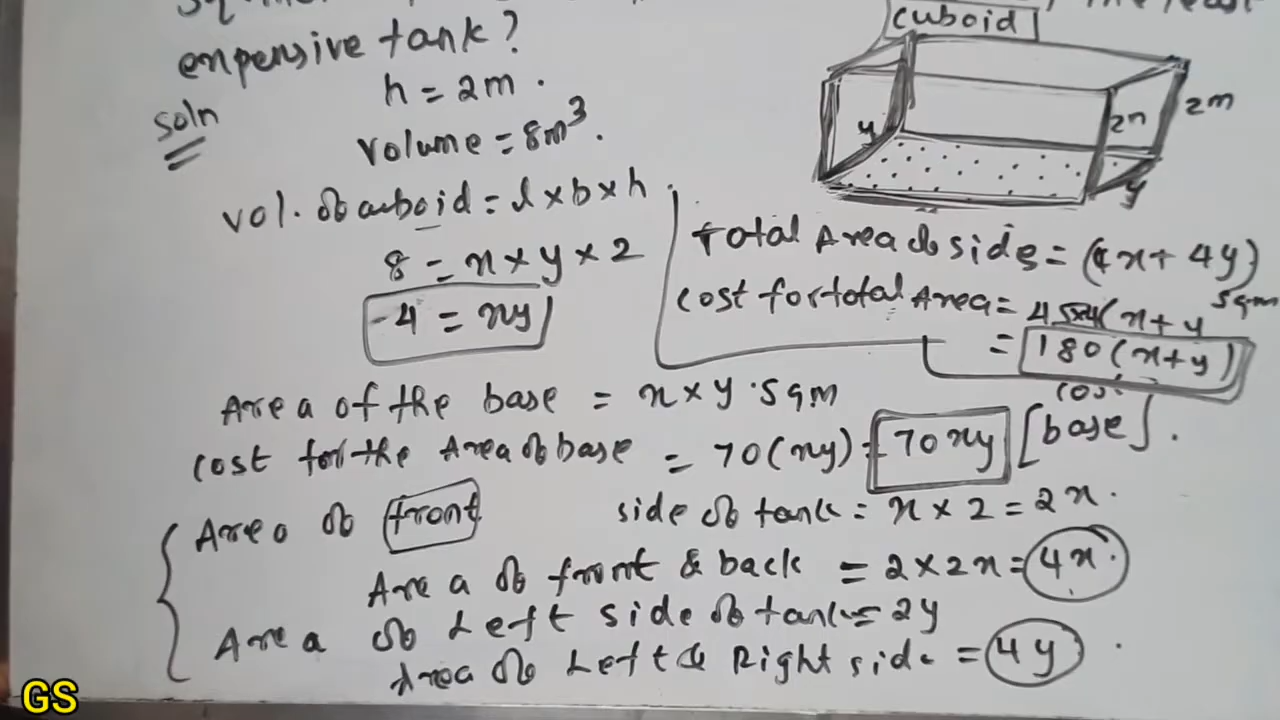 expensive tank?
cuboid
soln
h = 2m.
volume = 8m³.
2m
2m
y
y
vol. of cuboid = l × b × h.
8 = x × y × 2
4 = xy
Total Area of sides = (4x + 4y) sqm
cost for total Area = 45×4(x + y
= 180(x + y)
Area of the base = x × y. sqm
cost for the Area of base = 70(xy) = 70xy [base].
Area of front side of tank = x × 2 = 2x.
Area of front & back = 2 × 2x = 4x.
Area of Left side of tank = 2y
Area of Left & Right side = 4y.
GS